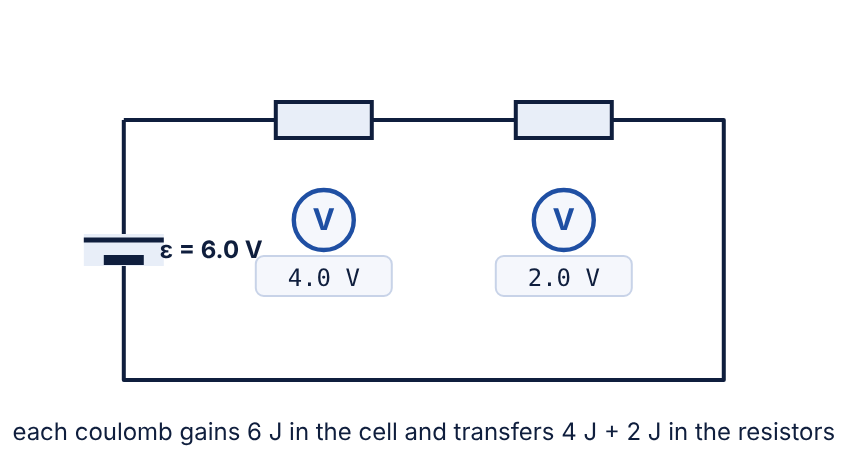 V
V
ε = 6.0 V
4.0 V
2.0 V
each coulomb gains 6 J in the cell and transfers 4 J + 2 J in the resistors